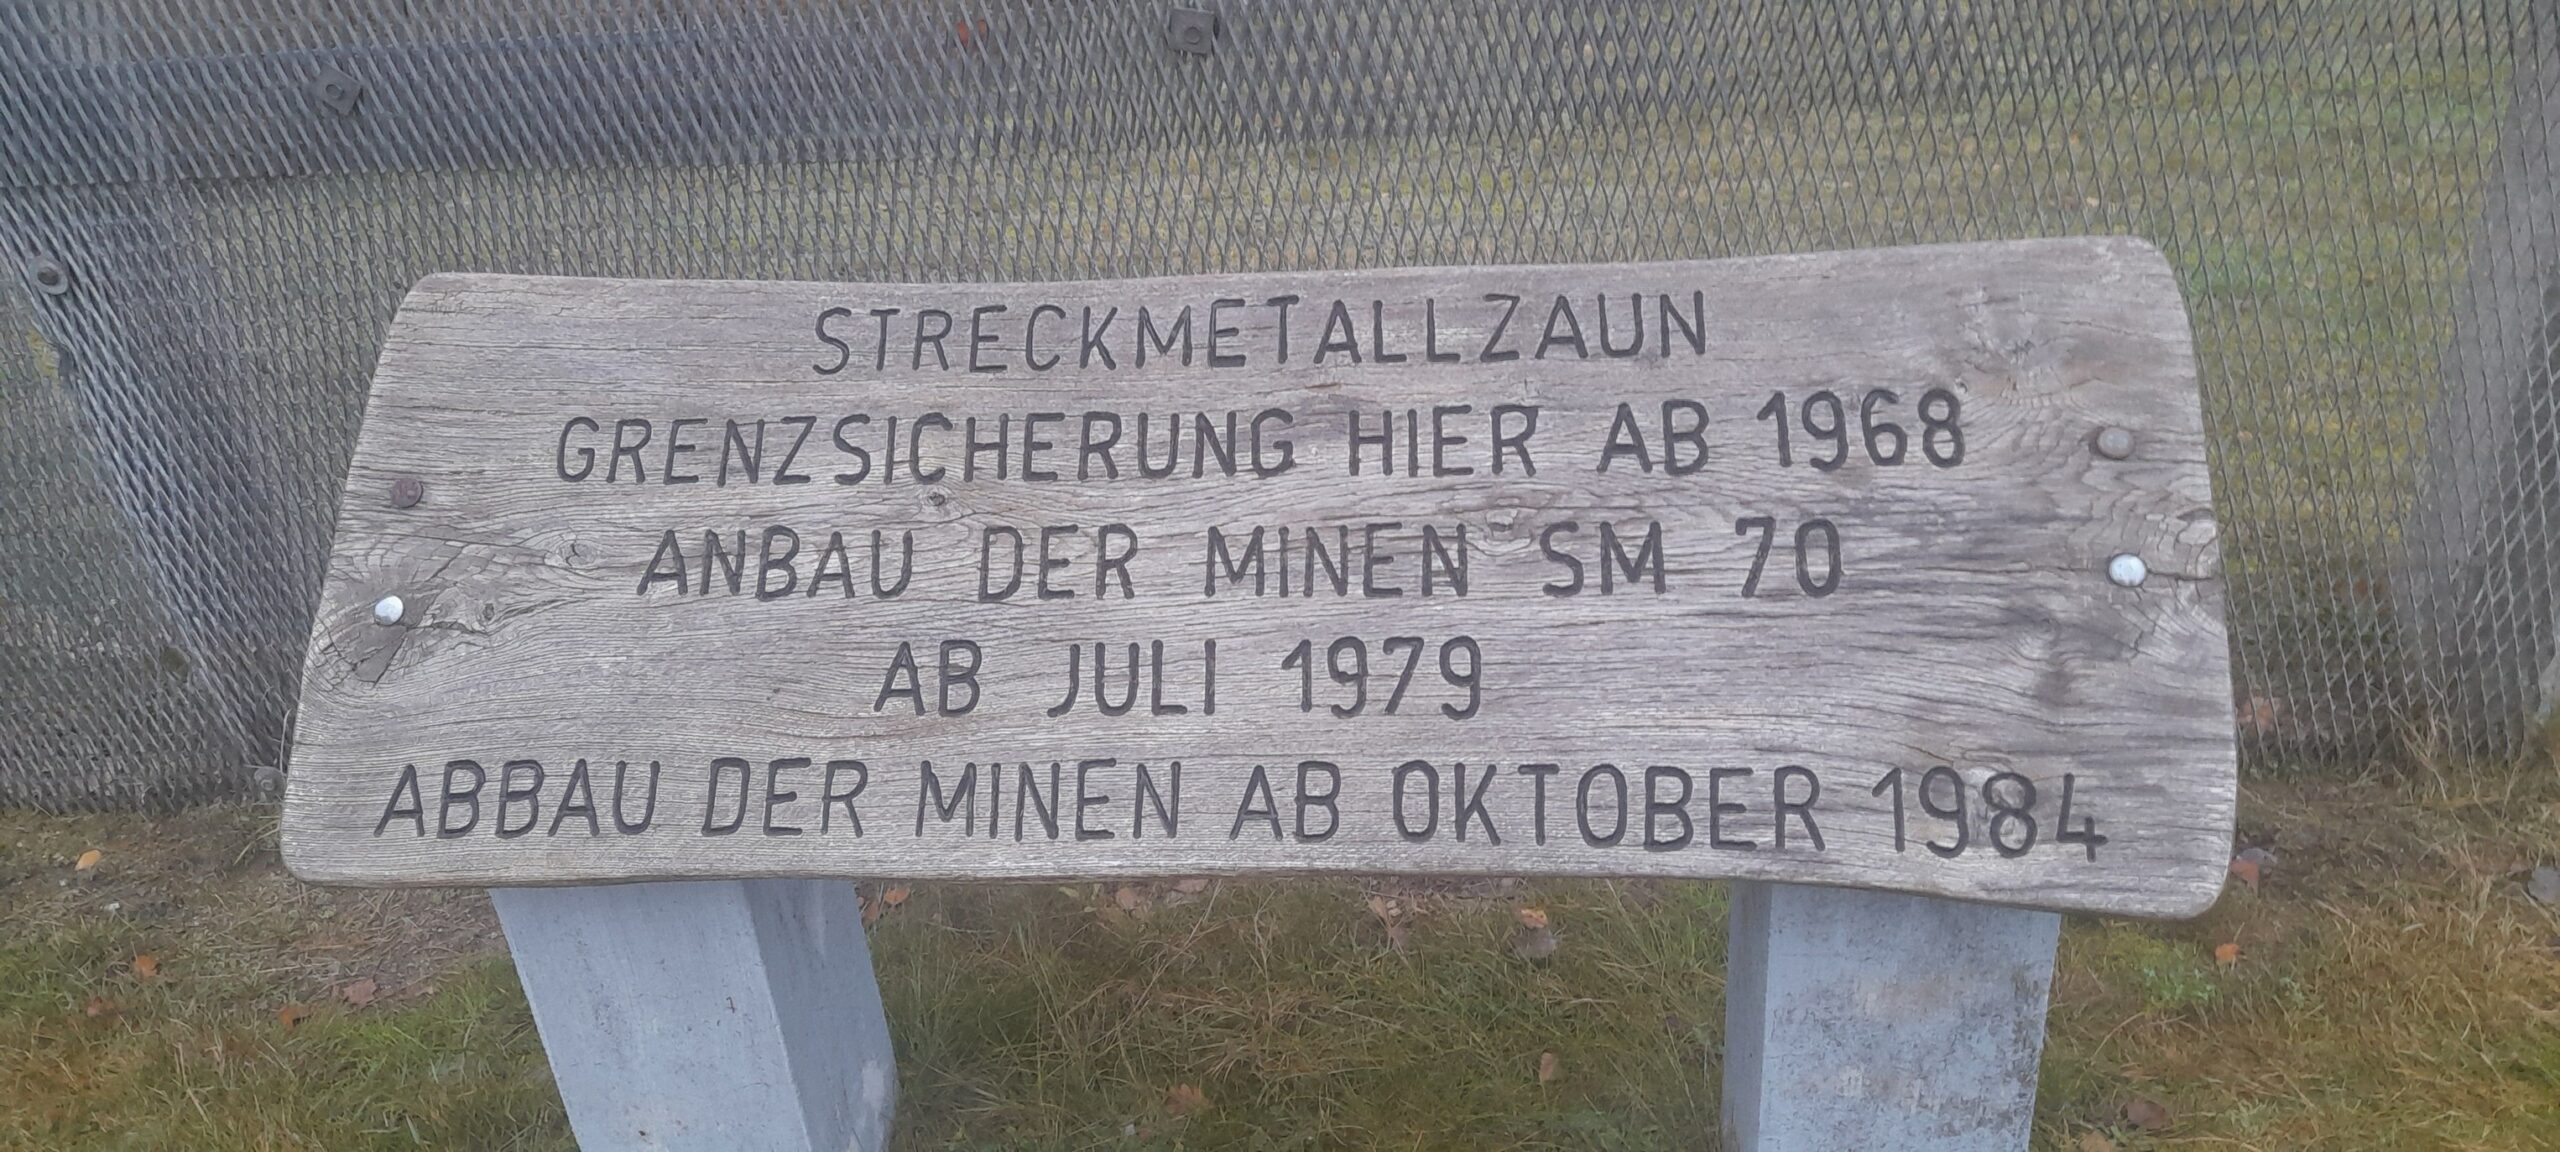 STRECKMETALLZAUN
GRENZSICHERUNG HIER AB 1968
ANBAU DER MINEN SM 70
AB JULI 1979
ABBAU DER MINEN AB OKTOBER 1984